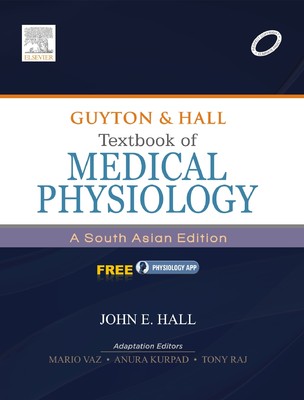 ELSEVIER
GUYTON & HALL
Textbook of
MEDICAL
PHYSIOLOGY
A South Asian Edition
FREE PHYSIOLOGY APP
JOHN E. HALL
Adaptation Editors
MARIO VAZ • ANURA KURPAD • TONY RAJ